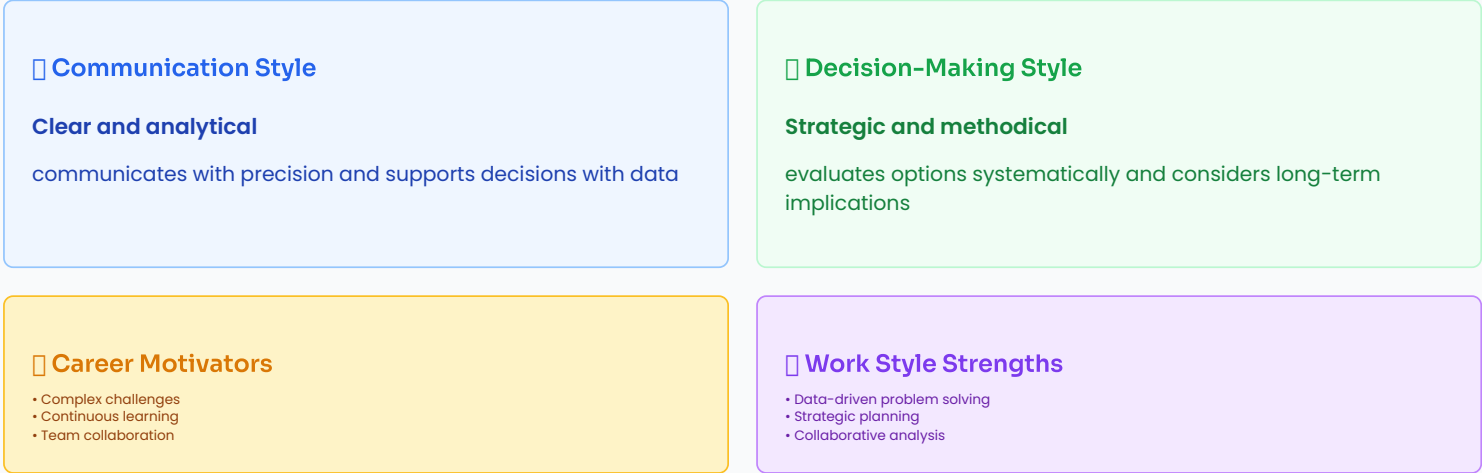 Communication Style
Clear and analytical
communicates with precision and supports decisions with data
Decision-Making Style
Strategic and methodical
evaluates options systematically and considers long-term
implications
Career Motivators
• Complex challenges
• Continuous learning
• Team collaboration
Work Style Strengths
• Data-driven problem solving
• Strategic planning
• Collaborative analysis